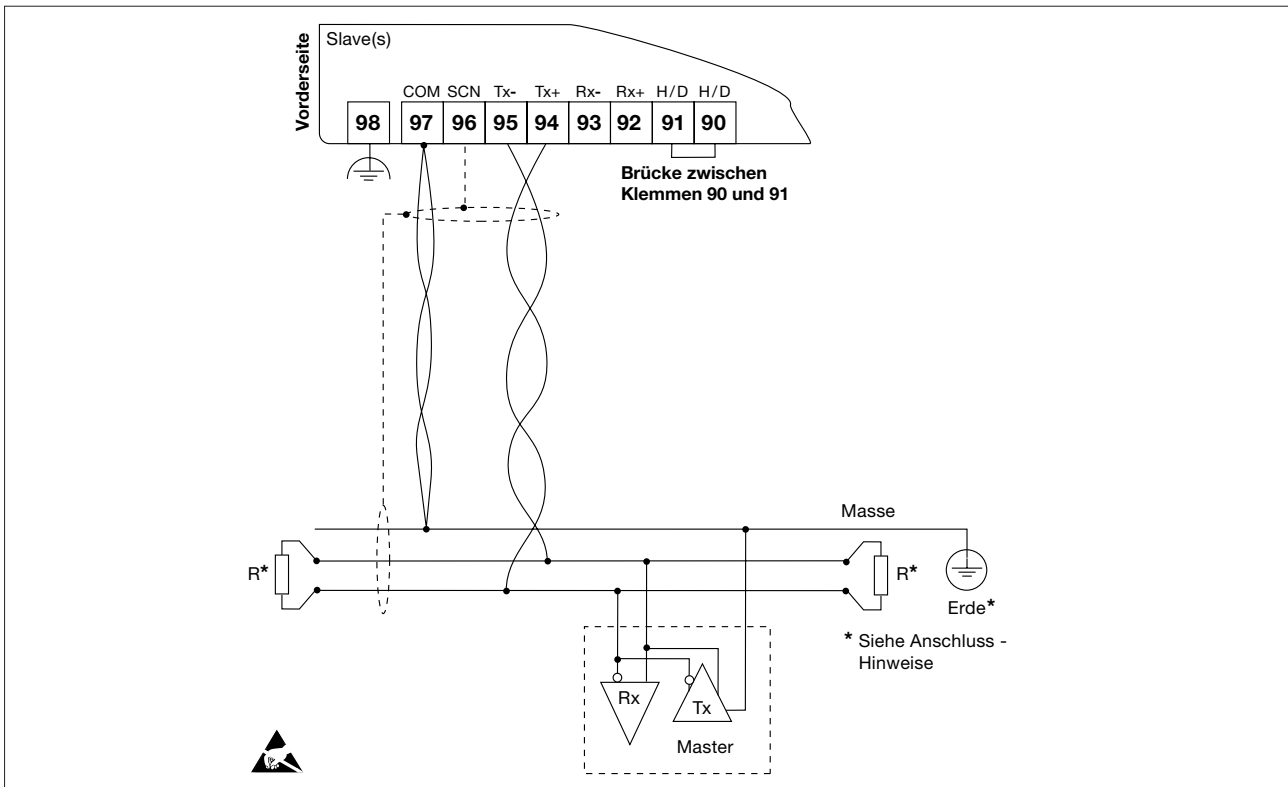 Slave(s)
Vorderseite
COM SCN Tx- Tx+ Rx- Rx+ H/D H/D
98 97 96 95 94 93 92 91 90
Brücke zwischen
Klemmen 90 und 91
Masse
R*
R*
Erde*
* Siehe Anschluss -
Hinweise
Rx
Tx
Master